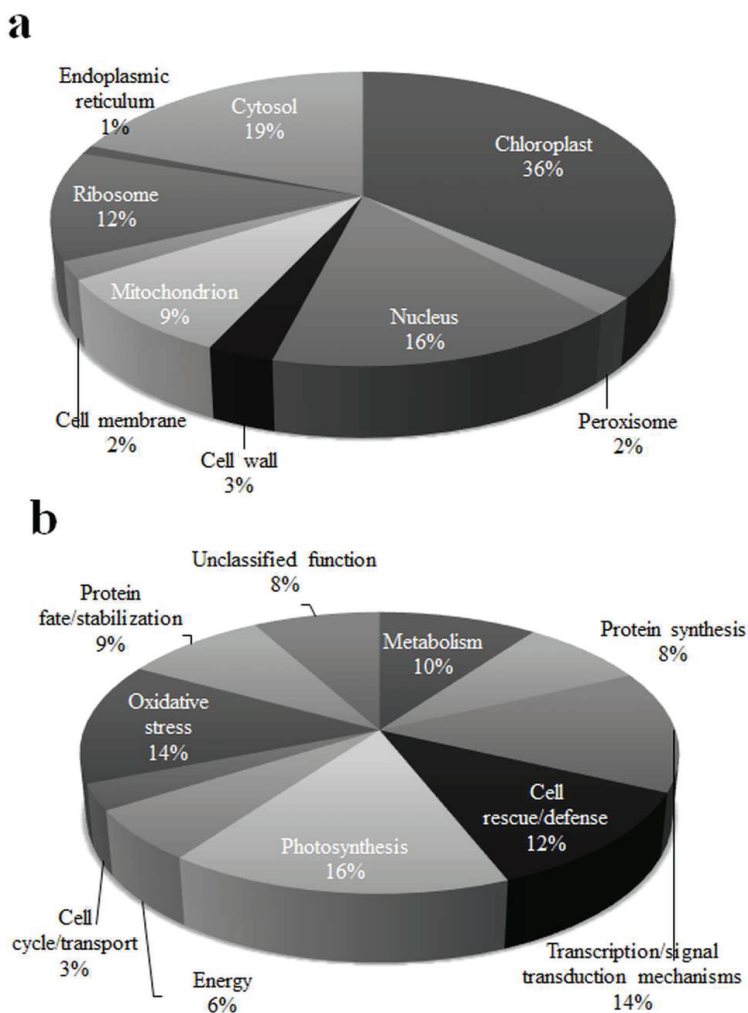 a
Endoplasmic
reticulum
1%
Cytosol
19%
Chloroplast
36%
Ribosome
12%
Mitochondrion
9%
Nucleus
16%
Cell membrane
2%
Cell wall
3%
Peroxisome
2%
b
Unclassified function
8%
Protein
fate/stabilization
9%
Metabolism
10%
Protein synthesis
8%
Oxidative
stress
14%
Cell
rescue/defense
12%
Photosynthesis
16%
Cell
cycle/transport
3%
Energy
6%
Transcription/signal
transduction mechanisms
14%